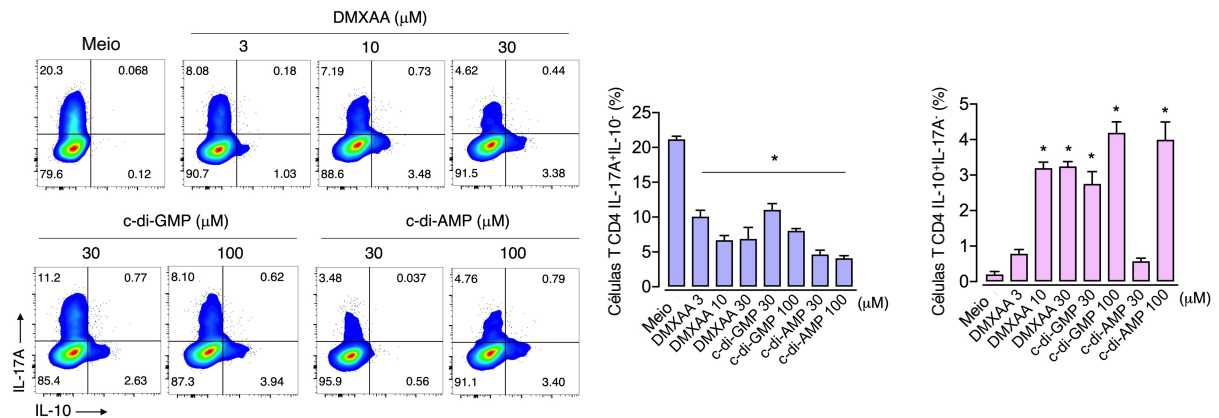 DMXAA (μM)
Meio
3
10
30
20.3
0.068
79.6
0.12
8.08
0.18
90.7
1.03
7.19
0.73
88.6
3.48
4.62
0.44
91.5
3.38
c-di-GMP (μM)
c-di-AMP (μM)
30
100
30
100
11.2
0.77
85.4
2.63
8.10
0.62
87.3
3.94
3.48
0.037
95.9
0.56
4.76
0.79
91.1
3.40
IL-17A
IL-10
Células T CD4 IL-17A⁺IL-10⁻ (%)
25
20
15
10
5
0
*
Meio
DMXAA 3
DMXAA 10
DMXAA 30
c-di-GMP 30
c-di-GMP 100
c-di-AMP 30
c-di-AMP 100
(μM)
Células T CD4 IL-10⁺IL-17A⁻ (%)
5
4
3
2
1
0
*
*
*
*
*
Meio
DMXAA 3
DMXAA 10
DMXAA 30
c-di-GMP 30
c-di-GMP 100
c-di-AMP 30
c-di-AMP 100
(μM)